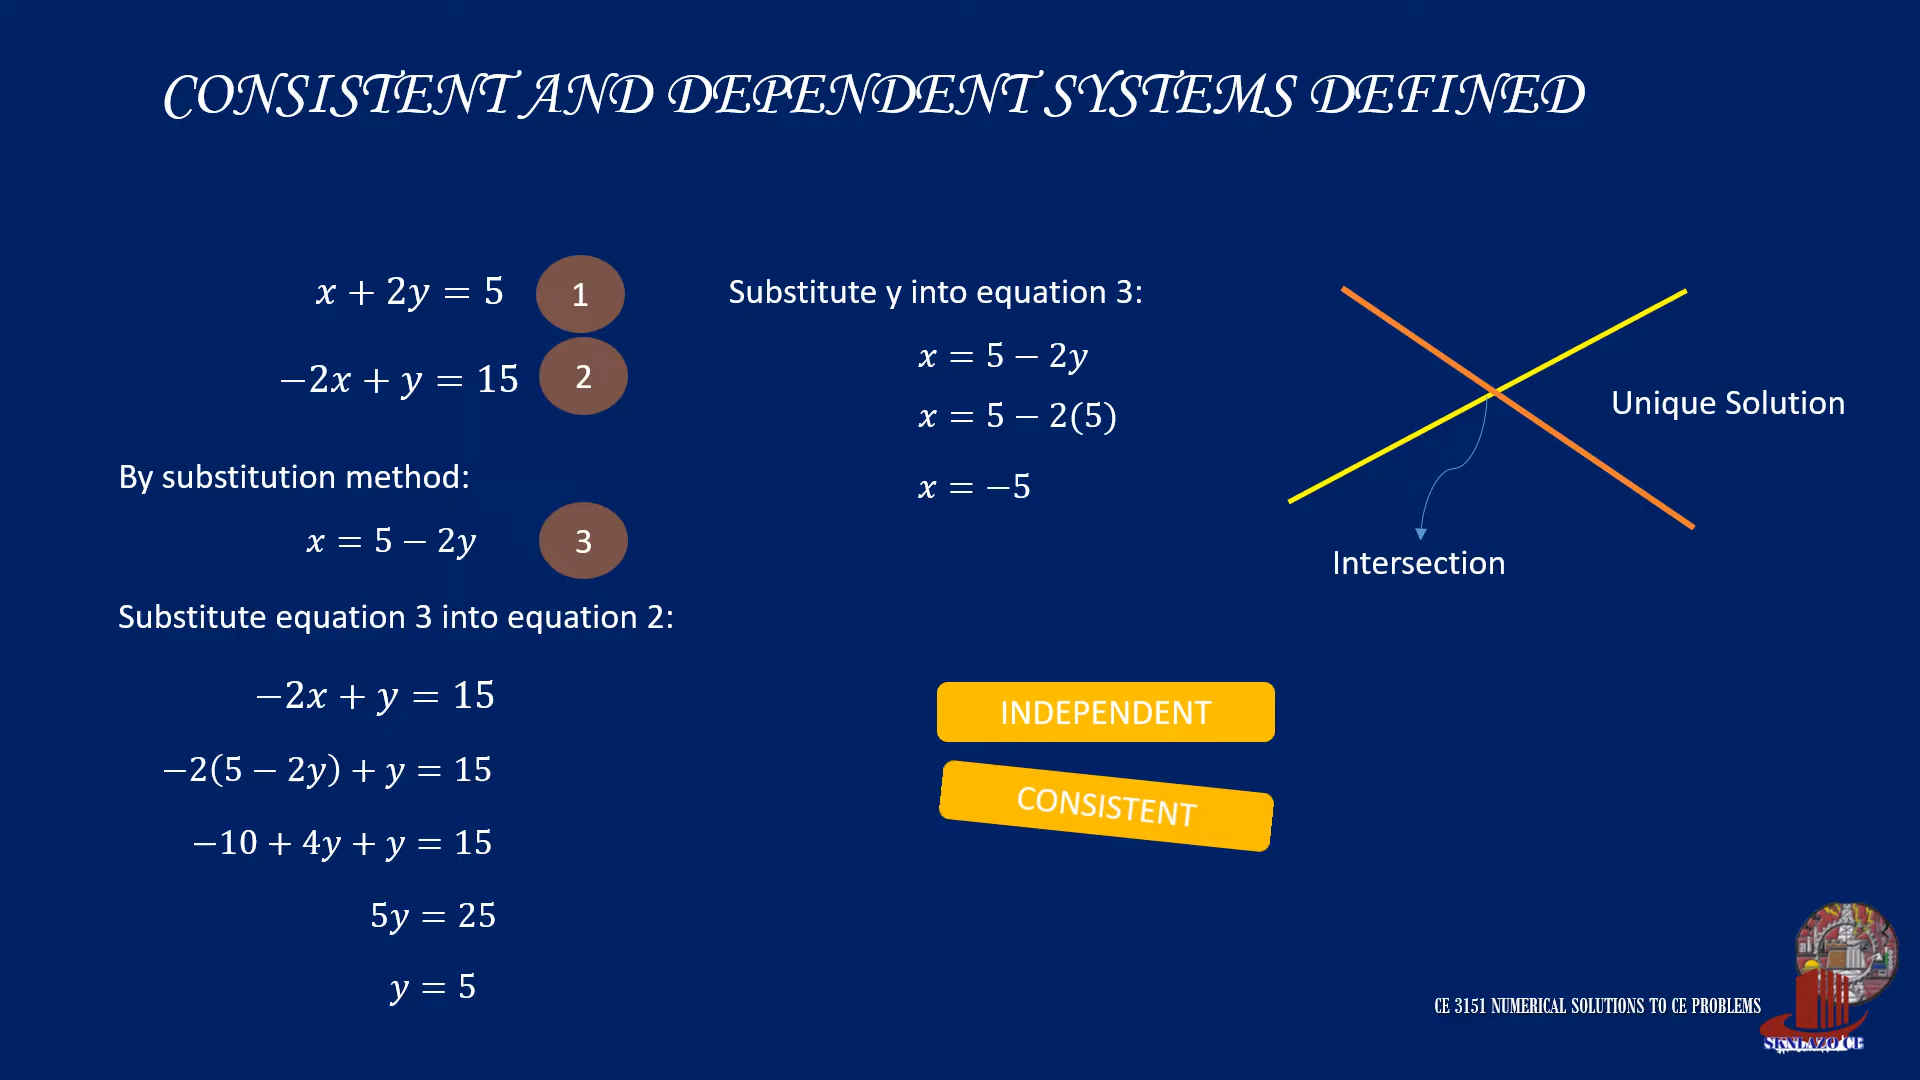 CONSISTENT AND DEPENDENT SYSTEMS DEFINED
x + 2y = 5
1
−2x + y = 15
2
By substitution method:
x = 5 − 2y
3
Substitute equation 3 into equation 2:
−2x + y = 15
−2(5 − 2y) + y = 15
−10 + 4y + y = 15
5y = 25
y = 5
Substitute y into equation 3:
x = 5 − 2y
x = 5 − 2(5)
x = −5
Unique Solution
Intersection
INDEPENDENT
CONSISTENT
CE 3151 NUMERICAL SOLUTIONS TO CE PROBLEMS